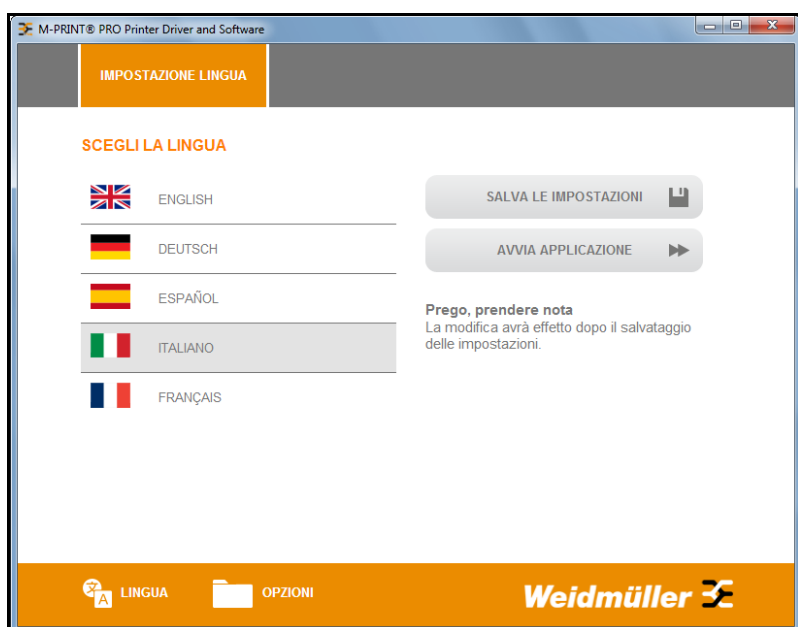 M-PRINT® PRO Printer Driver and Software
IMPOSTAZIONE LINGUA
SCEGLI LA LINGUA
ENGLISH
DEUTSCH
ESPAÑOL
ITALIANO
FRANÇAIS
SALVA LE IMPOSTAZIONI
AVVIA APPLICAZIONE
Prego, prendere nota
La modifica avrà effetto dopo il salvataggio
delle impostazioni.
LINGUA
OPZIONI
Weidmüller